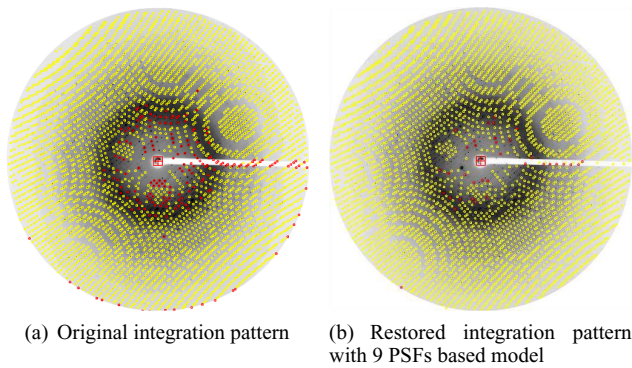 (a) Original integration pattern
(b) Restored integration pattern
with 9 PSFs based model